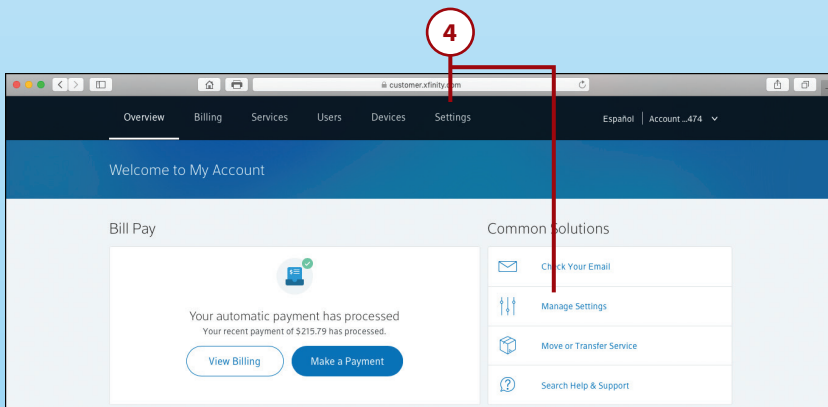 4
customer.xfinity.com
Overview Billing Services Users Devices Settings Español Account ...474
Welcome to My Account
Bill Pay
Your automatic payment has processed
Your recent payment of $215.79 has processed.
View Billing Make a Payment
Common Solutions
Check Your Email
Manage Settings
Move or Transfer Service
Search Help & Support